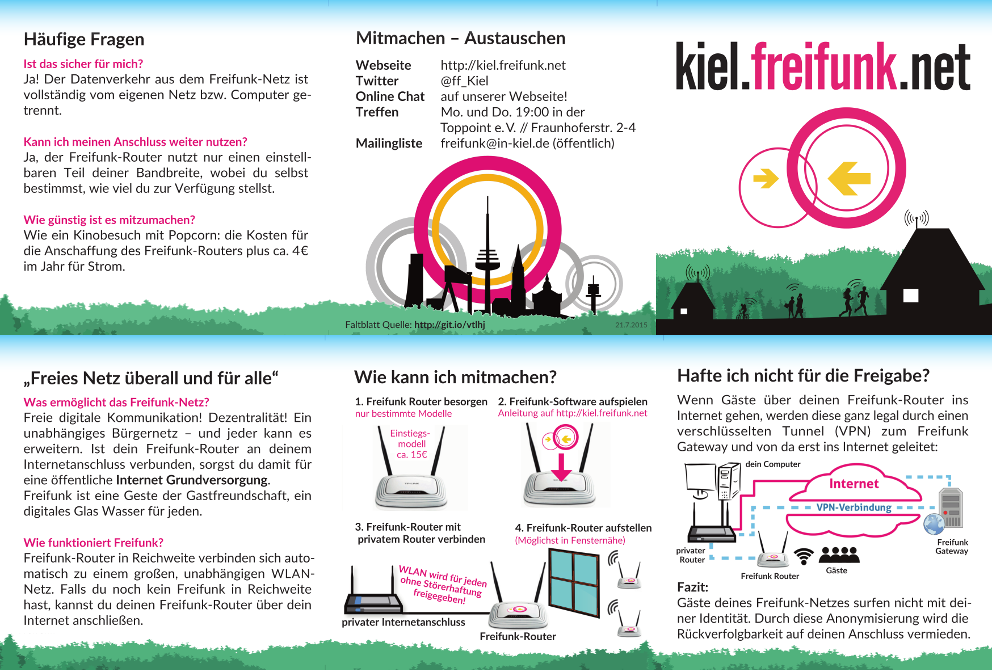 Häufige Fragen
Ist das sicher für mich?
Ja! Der Datenverkehr aus dem Freifunk-Netz ist
vollständig vom eigenen Netz bzw. Computer ge-
trennt.
Kann ich meinen Anschluss weiter nutzen?
Ja, der Freifunk-Router nutzt nur einen einstell-
baren Teil deiner Bandbreite, wobei du selbst
bestimmst, wie viel du zur Verfügung stellst.
Wie günstig ist es mitzumachen?
Wie ein Kinobesuch mit Popcorn: die Kosten für
die Anschaffung des Freifunk-Routers plus ca. 4€
im Jahr für Strom.
Mitmachen – Austauschen
Webseite http://kiel.freifunk.net
Twitter @ff_Kiel
Online Chat auf unserer Webseite!
Treffen Mo. und Do. 19:00 in der
Toppoint e.V. // Fraunhoferstr. 2-4
Mailingliste freifunk@in-kiel.de (öffentlich)
Faltblatt Quelle: http://git.io/vtlhj
21.7.2015
kiel.freifunk.net
„Freies Netz überall und für alle“
Was ermöglicht das Freifunk-Netz?
Freie digitale Kommunikation! Dezentralität! Ein
unabhängiges Bürgernetz – und jeder kann es
erweitern. Ist dein Freifunk-Router an deinem
Internetanschluss verbunden, sorgst du damit für
eine öffentliche Internet Grundversorgung.
Freifunk ist eine Geste der Gastfreundschaft, ein
digitales Glas Wasser für jeden.
Wie funktioniert Freifunk?
Freifunk-Router in Reichweite verbinden sich auto-
matisch zu einem großen, unabhängigen WLAN-
Netz. Falls du noch kein Freifunk in Reichweite
hast, kannst du deinen Freifunk-Router über dein
Internet anschließen.
Wie kann ich mitmachen?
1. Freifunk Router besorgen
nur bestimmte Modelle
Einstiegs-
modell
ca. 15€
2. Freifunk-Software aufspielen
Anleitung auf http://kiel.freifunk.net
3. Freifunk-Router mit
privatem Router verbinden
4. Freifunk-Router aufstellen
(Möglichst in Fensternähe)
WLAN wird für jeden
ohne Störerhaftung
freigegeben!
privater Internetanschluss
Freifunk-Router
Hafte ich nicht für die Freigabe?
Wenn Gäste über deinen Freifunk-Router ins
Internet gehen, werden diese ganz legal durch einen
verschlüsselten Tunnel (VPN) zum Freifunk
Gateway und von da erst ins Internet geleitet:
dein Computer
Internet
VPN-Verbindung
Freifunk
Gateway
privater
Router
Freifunk Router
Gäste
Fazit:
Gäste deines Freifunk-Netzes surfen nicht mit dei-
ner Identität. Durch diese Anonymisierung wird die
Rückverfolgbarkeit auf deinen Anschluss vermieden.